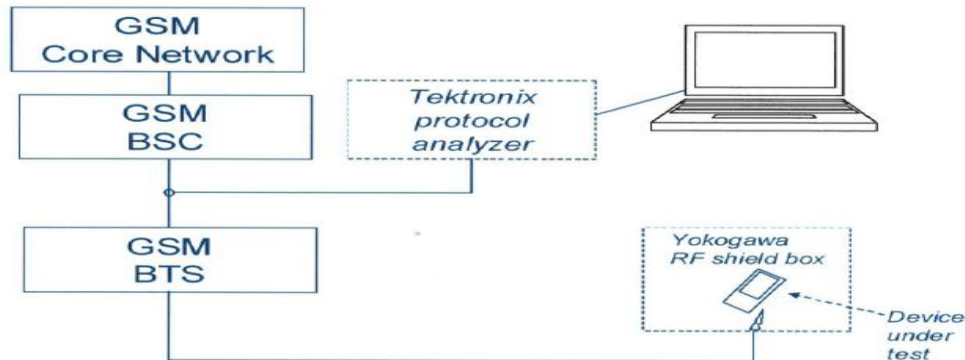 GSM
Core Network
GSM
BSC
Tektronix
protocol
analyzer
GSM
BTS
Yokogawa
RF shield box
Device
under
test